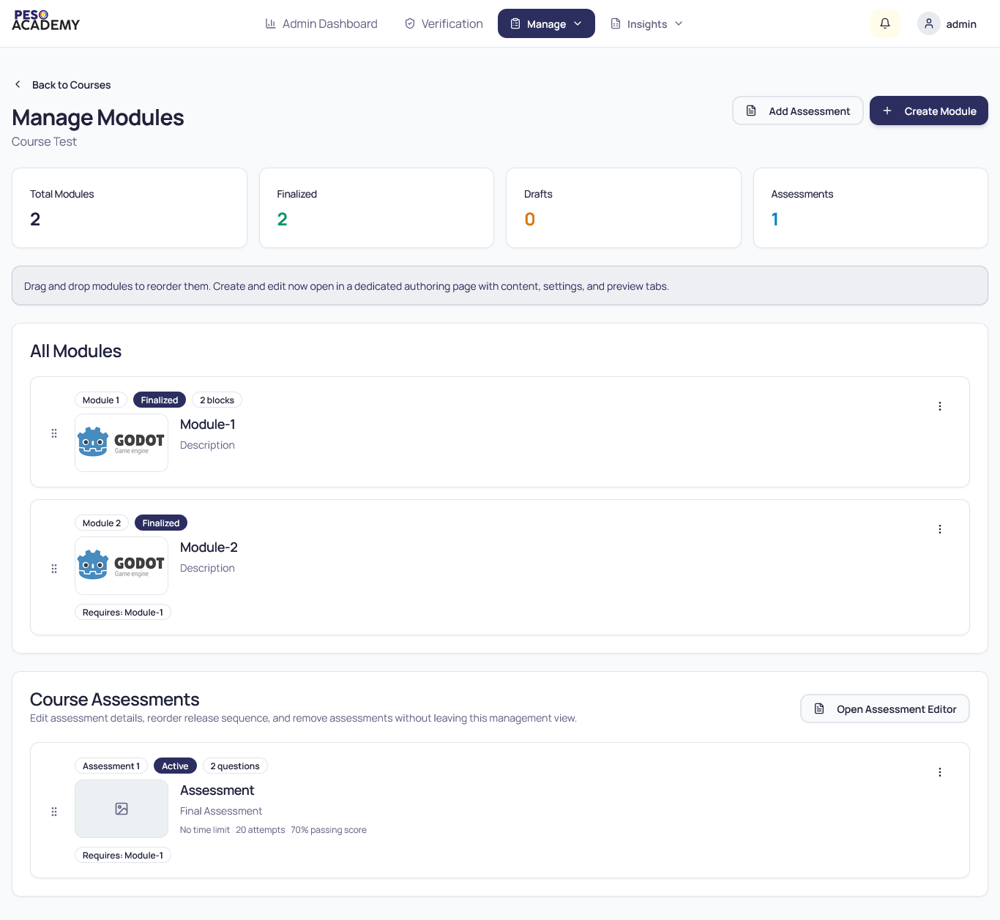 PESO
ACADEMY
Admin Dashboard
Verification
Manage
Insights
admin
Back to Courses
Manage Modules
Course Test
Add Assessment
Create Module
Total Modules
2
Finalized
2
Drafts
0
Assessments
1
Drag and drop modules to reorder them. Create and edit now open in a dedicated authoring page with content, settings, and preview tabs.
All Modules
Module 1
Finalized
2 blocks
GODOT
Game engine
Module-1
Description
Module 2
Finalized
GODOT
Game engine
Module-2
Description
Requires: Module-1
Course Assessments
Edit assessment details, reorder release sequence, and remove assessments without leaving this management view.
Open Assessment Editor
Assessment 1
Active
2 questions
Assessment
Final Assessment
No time limit 20 attempts 70% passing score
Requires: Module-1